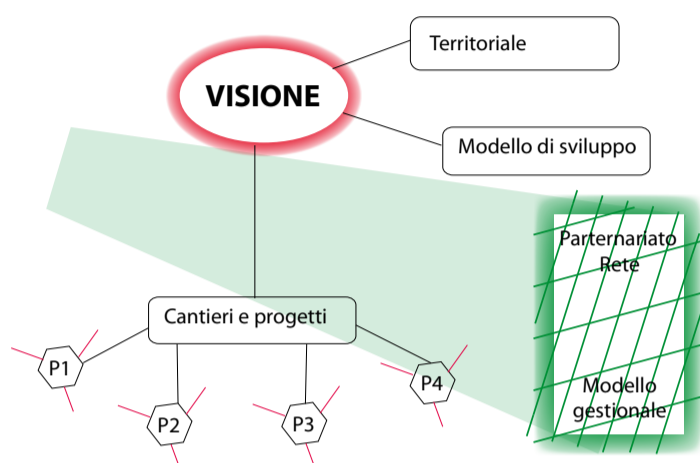 Territoriale
VISIONE
Modello di sviluppo
Parternariato
Rete
Cantieri e progetti
P1
P4
Modello
gestionale
P2
P3